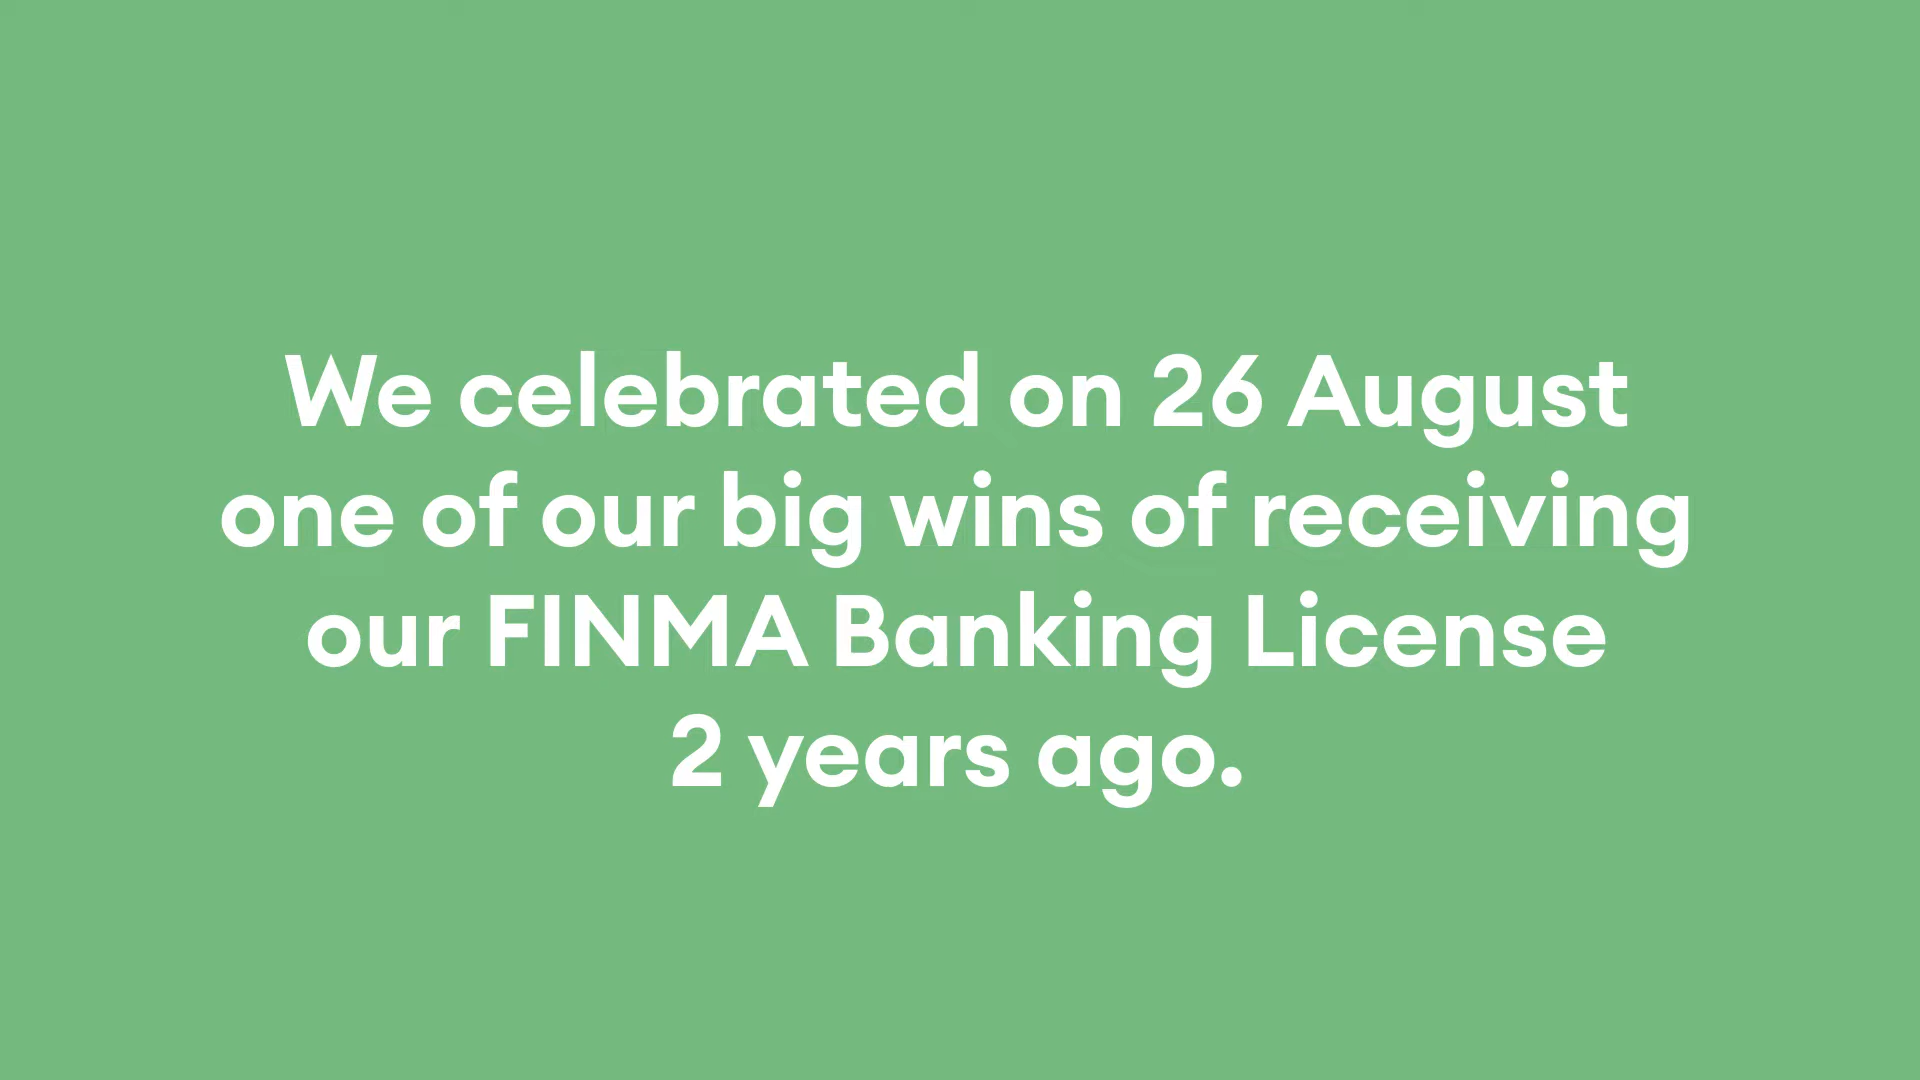 We celebrated on 26 August
one of our big wins of receiving
our FINMA Banking License
2 years ago.